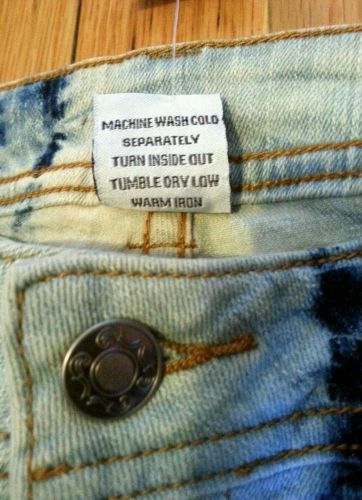 MACHINE WASH COLD
SEPARATELY
TURN INSIDE OUT
TUMBLE DRY LOW
WARM IRON